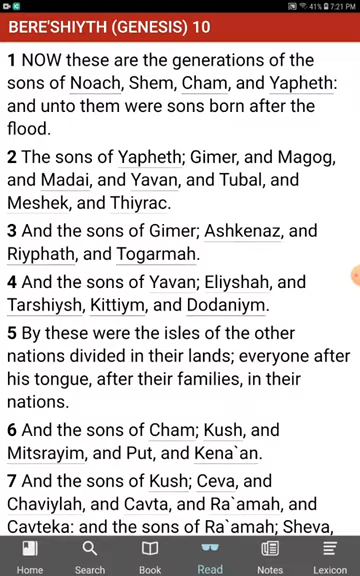 41% 7:21 PM
BERE'SHIYTH (GENESIS) 10
1 NOW these are the generations of the
sons of Noach, Shem, Cham, and Yapheth:
and unto them were sons born after the
flood.
2 The sons of Yapheth; Gimer, and Magog,
and Madai, and Yavan, and Tubal, and
Meshek, and Thiyrac.
3 And the sons of Gimer; Ashkenaz, and
Riyphath, and Togarmah.
4 And the sons of Yavan; Eliyshah, and
Tarshiysh, Kittiym, and Dodaniym.
5 By these were the isles of the other
nations divided in their lands; everyone after
his tongue, after their families, in their
nations.
6 And the sons of Cham; Kush, and
Mitsrayim, and Put, and Kena`an.
7 And the sons of Kush; Ceva, and
Chaviylah, and Cavta, and Ra`amah, and
Cavteka: and the sons of Ra`amah; Sheva,
Home Search Book Read Notes Lexicon